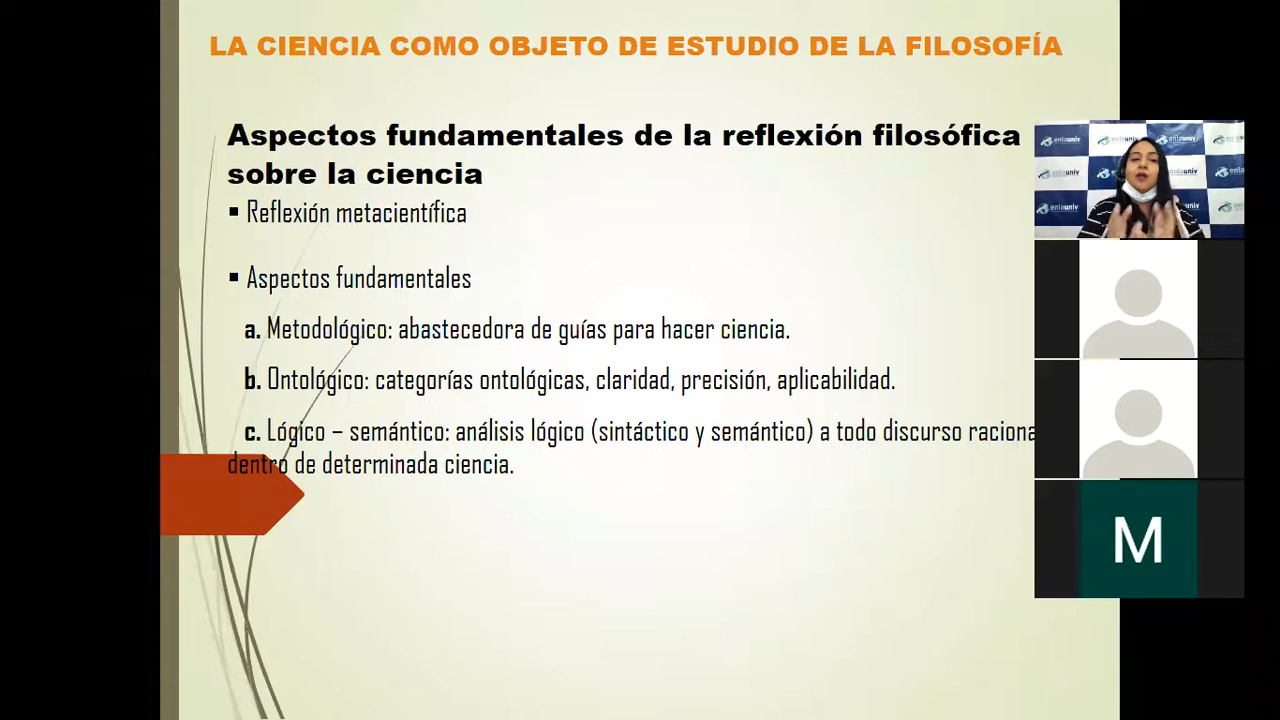 LA CIENCIA COMO OBJETO DE ESTUDIO DE LA FILOSOFÍA
Aspectos fundamentales de la reflexión filosófica
sobre la ciencia
▪ Reflexión metacientífica
▪ Aspectos fundamentales
a. Metodológico: abastecedora de guías para hacer ciencia.
b. Ontológico: categorías ontológicas, claridad, precisión, aplicabilidad.
c. Lógico – semántico: análisis lógico (sintáctico y semántico) a todo discurso raciona
dentro de determinada ciencia.
enlauniv
M